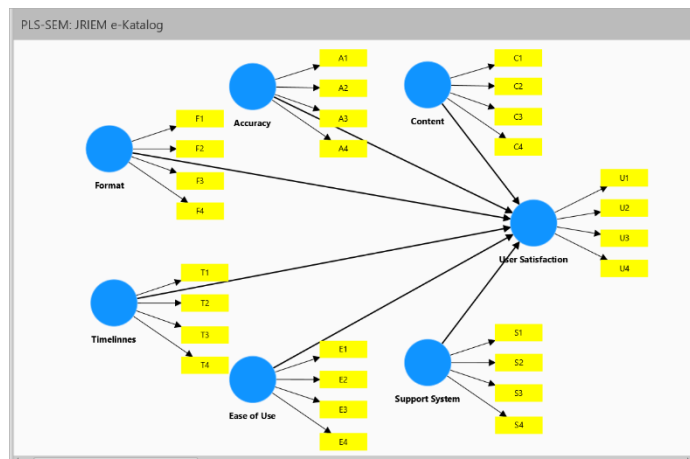 PLS-SEM: JRIEM e-Katalog
A1
A2
A3
A4
Accuracy
C1
C2
C3
C4
Content
F1
F2
F3
F4
Format
U1
U2
U3
U4
User Satisfaction
T1
T2
T3
T4
Timelinnes
E1
E2
E3
E4
Ease of Use
S1
S2
S3
S4
Support System